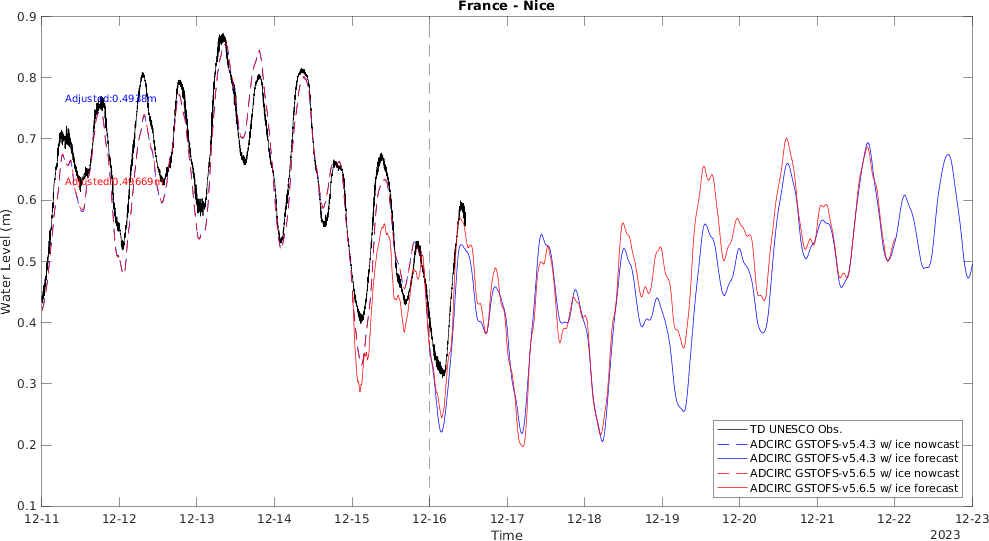 France - Nice
0.9
0.8
0.7
0.6
0.5
0.4
0.3
0.2
0.1
Water Level (m)
Adjusted:0.4938m
Adjusted:0.49669m
TD UNESCO Obs.
ADCIRC GSTOFS-v5.4.3 w/ ice nowcast
ADCIRC GSTOFS-v5.4.3 w/ ice forecast
ADCIRC GSTOFS-v5.6.5 w/ ice nowcast
ADCIRC GSTOFS-v5.6.5 w/ ice forecast
12-11 12-12 12-13 12-14 12-15 12-16 12-17 12-18 12-19 12-20 12-21 12-22 12-23
Time
2023